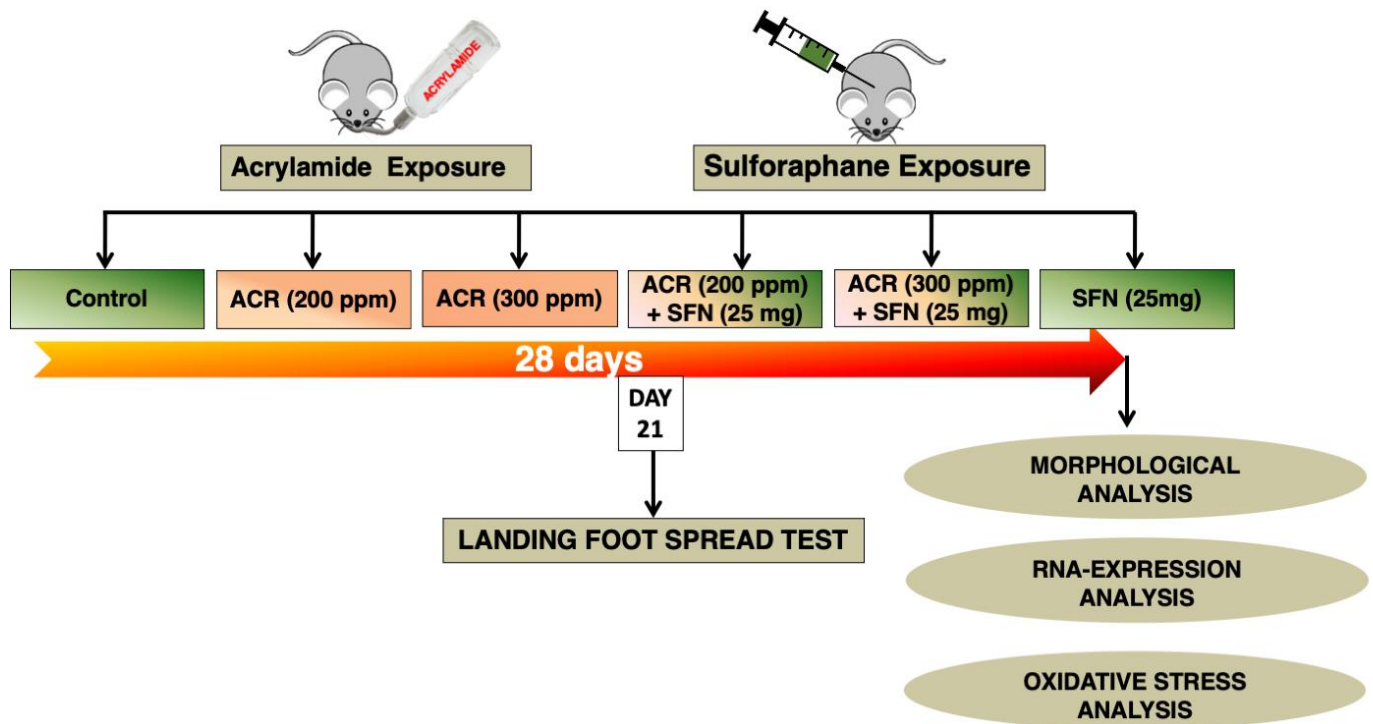 ACRYLAMIDE
Acrylamide Exposure
Sulforaphane Exposure
Control
ACR (200 ppm)
ACR (300 ppm)
ACR (200 ppm)
+ SFN (25 mg)
ACR (300 ppm)
+ SFN (25 mg)
SFN (25mg)
28 days
DAY
21
LANDING FOOT SPREAD TEST
MORPHOLOGICAL
ANALYSIS
RNA-EXPRESSION
ANALYSIS
OXIDATIVE STRESS
ANALYSIS